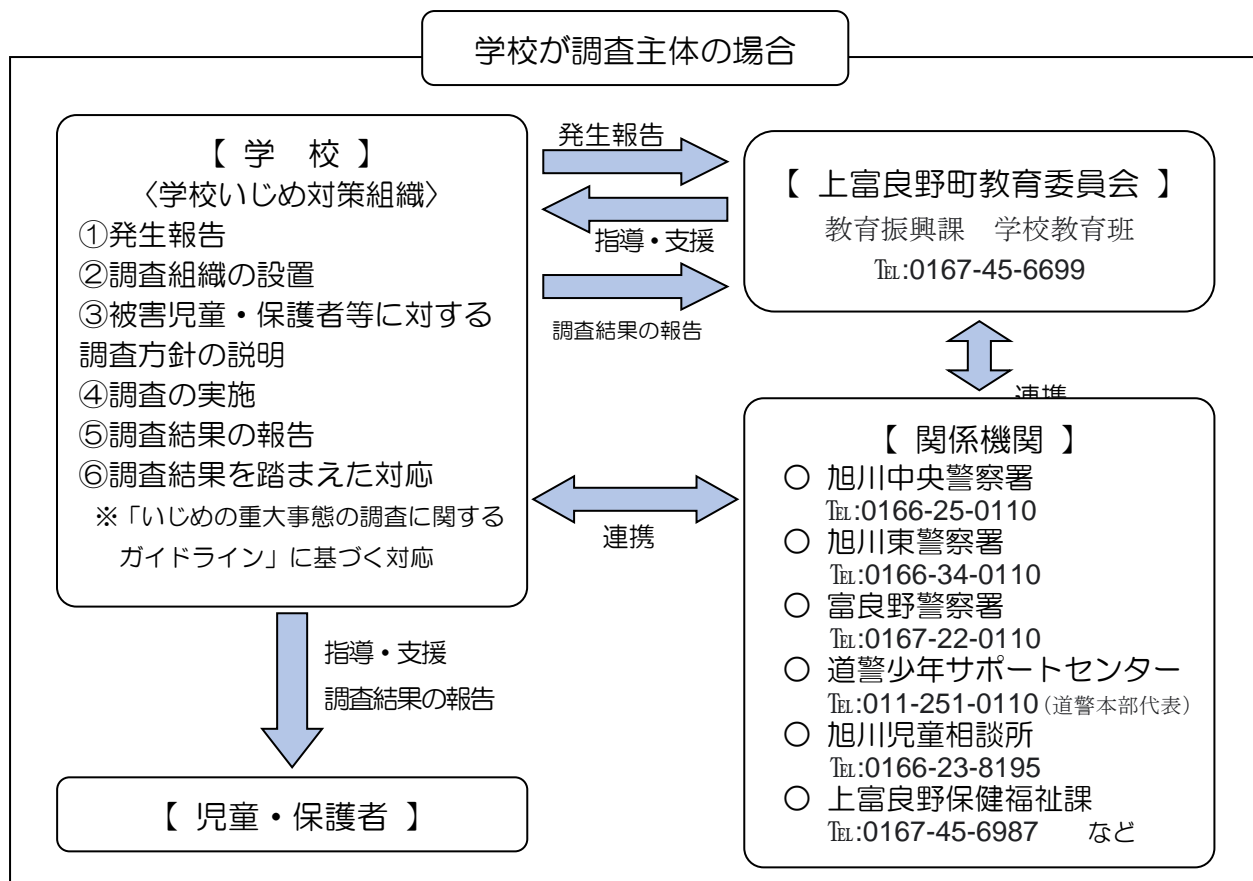 学校が調査主体の場合
【 学　校 】
〈学校いじめ対策組織〉
①発生報告
②調査組織の設置
③被害児童・保護者等に対する
調査方針の説明
④調査の実施
⑤調査結果の報告
⑥調査結果を踏まえた対応
※「いじめの重大事態の調査に関する
ガイドライン」に基づく対応
発生報告
指導・支援
調査結果の報告
【 上富良野町教育委員会 】
教育振興課　学校教育班
℡:0167-45-6699
連携
連携
【 関係機関 】
○ 旭川中央警察署
℡:0166-25-0110
○ 旭川東警察署
℡:0166-34-0110
○ 富良野警察署
℡:0167-22-0110
○ 道警少年サポートセンター
℡:011-251-0110（道警本部代表）
○ 旭川児童相談所
℡:0166-23-8195
○ 上富良野保健福祉課
℡:0167-45-6987　　など
指導・支援
調査結果の報告
【 児童・保護者 】